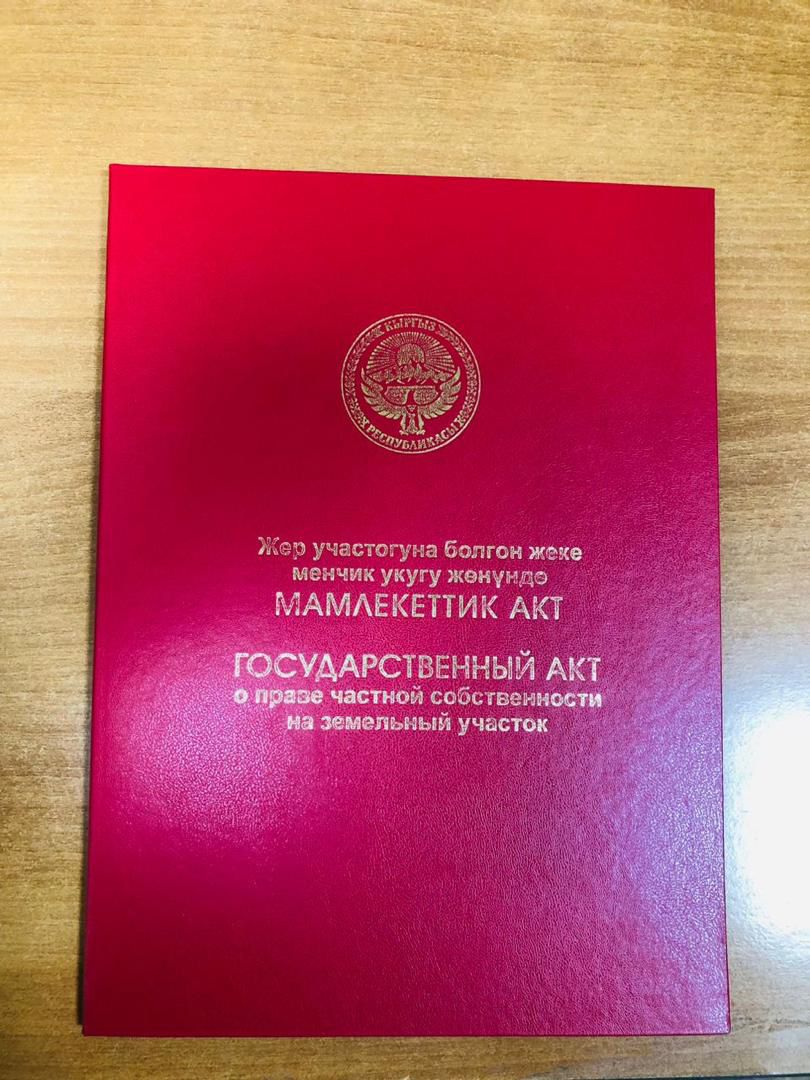 КЫРГЫЗ
РЕСПУБЛИКАСЫ
Жер участогуна болгон жеке
менчик укугу жөнүндө
МАМЛЕКЕТТИК АКТ
ГОСУДАРСТВЕННЫЙ АКТ
о праве частной собственности
на земельный участок